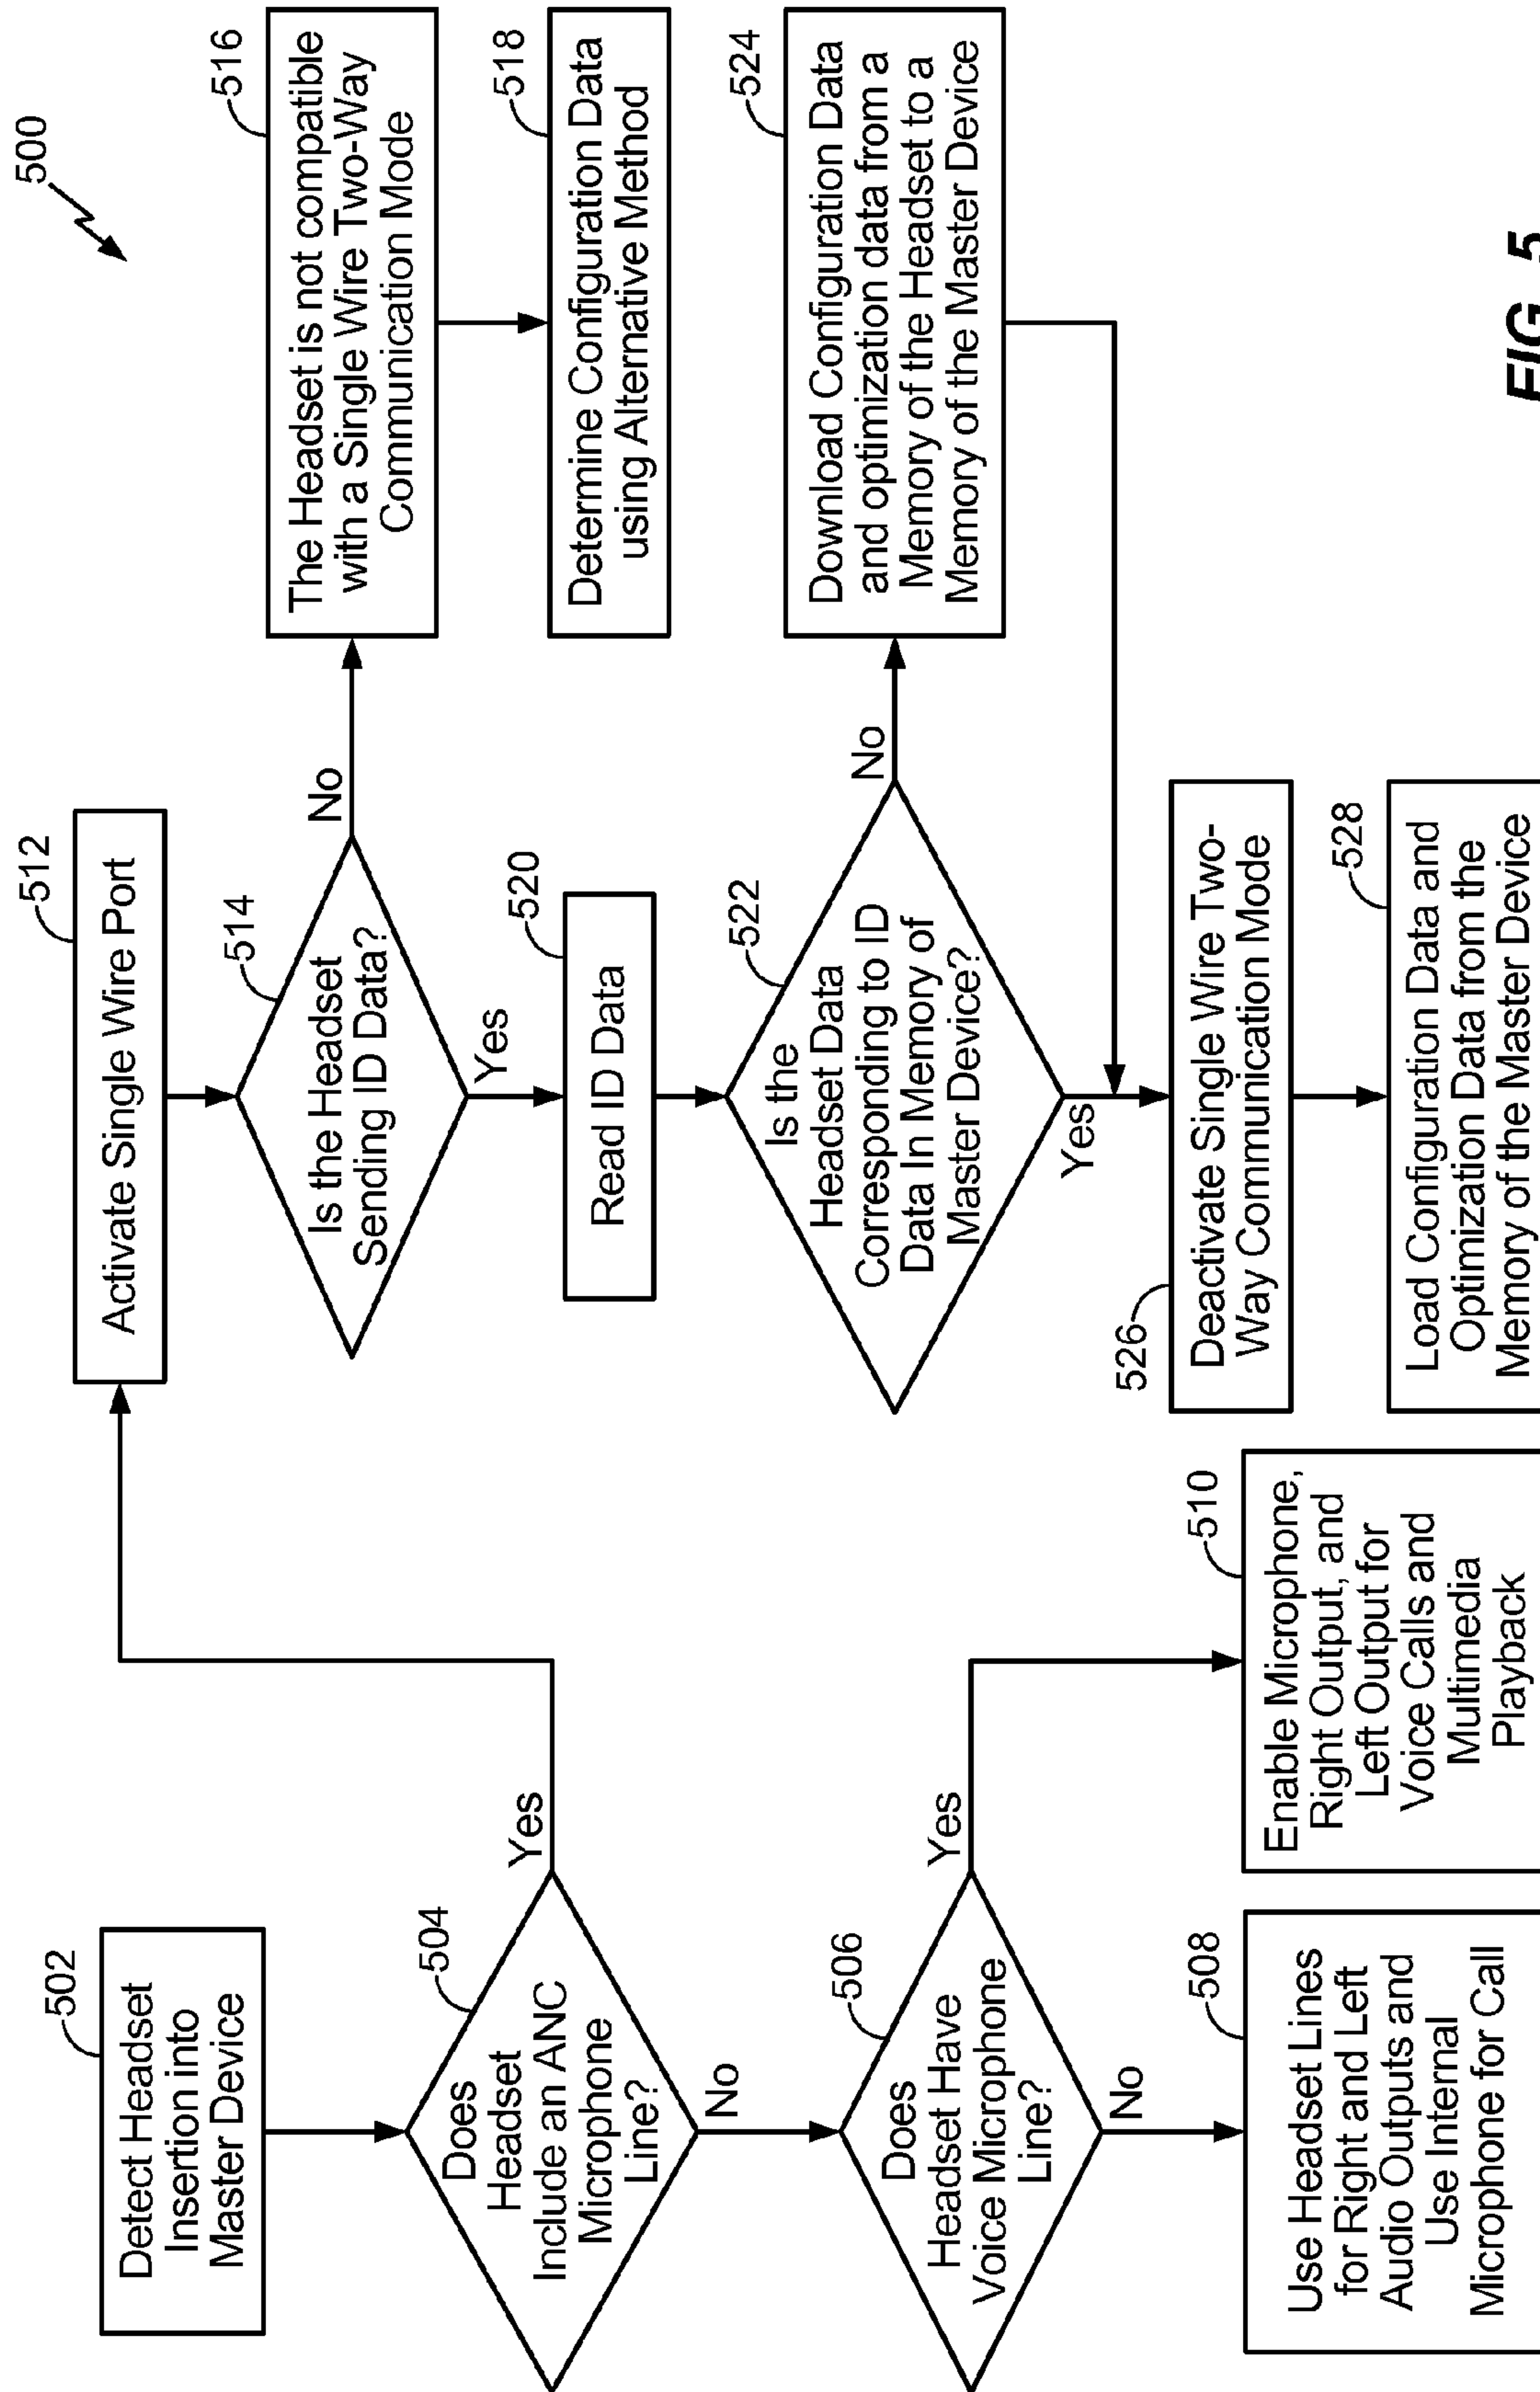 500
502
Detect Headset
Insertion into
Master Device
504
Does
Headset
Include an ANC
Microphone
Line?
Yes
No
506
Does
Headset Have
Voice Microphone
Line?
Yes
No
508
Use Headset Lines
for Right and Left
Audio Outputs and
Use Internal
Microphone for Call
510
Enable Microphone,
Right Output, and
Left Output for
Voice Calls and
Multimedia
Playback
512
Activate Single Wire Port
514
Is the Headset
Sending ID Data?
No
Yes
516
The Headset is not compatible
with a Single Wire Two-Way
Communication Mode
518
Determine Configuration Data
using Alternative Method
520
Read ID Data
522
Is the
Headset Data
Corresponding to ID
Data In Memory of
Master Device?
No
Yes
524
Download Configuration Data
and optimization data from a
Memory of the Headset to a
Memory of the Master Device
526
Deactivate Single Wire Two-
Way Communication Mode
528
Load Configuration Data and
Optimization Data from the
Memory of the Master Device
FIG. 5